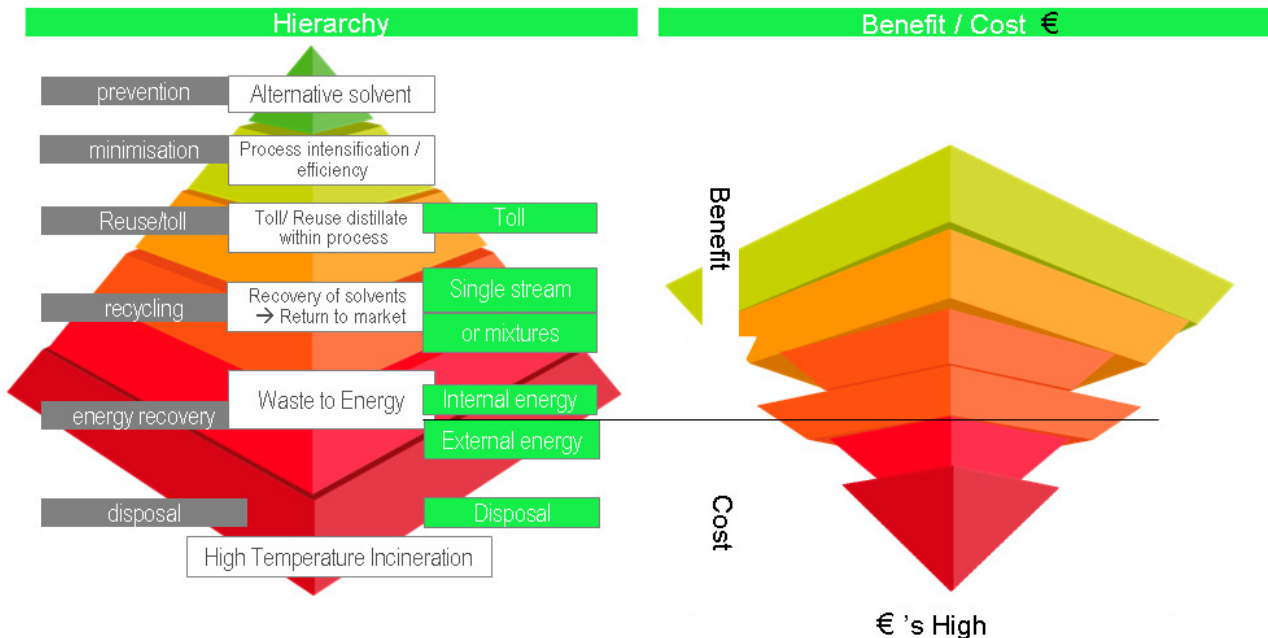 Hierarchy
Benefit / Cost €
prevention
Alternative solvent
minimisation
Process intensification /
efficiency
Reuse/toll
Toll/ Reuse distillate
within process
Toll
recycling
Recovery of solvents
→ Return to market
Single stream
or mixtures
energy recovery
Waste to Energy
Internal energy
External energy
disposal
Disposal
High Temperature Incineration
Benefit
Cost
€ 's High